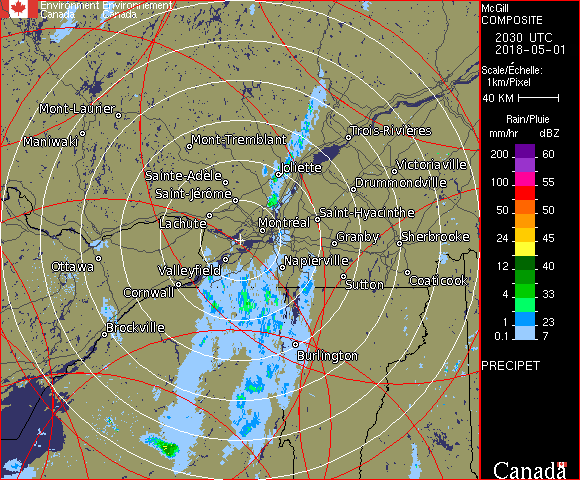 Environment Environnement
Canada Canada
McGill
COMPOSITE
2030 UTC
2018-05-01
Scale/Échelle:
1km/Pixel
40 KM
Rain/Pluie
mm/hr dBZ
200 60
100 55
50 50
24 45
12 40
4 33
1 23
0.1 7
PRECIPET
Canada
Mont-Laurier
Maniwaki
Mont-Tremblant
Trois-Rivières
Sainte-Adèle
Joliette
Victoriaville
Saint-Jérôme
Drummondville
Lachute
Montréal
Saint-Hyacinthe
Granby
Sherbrooke
Ottawa
Valleyfield
Napierville
Cornwall
Sutton
Coaticook
Brockville
Burlington